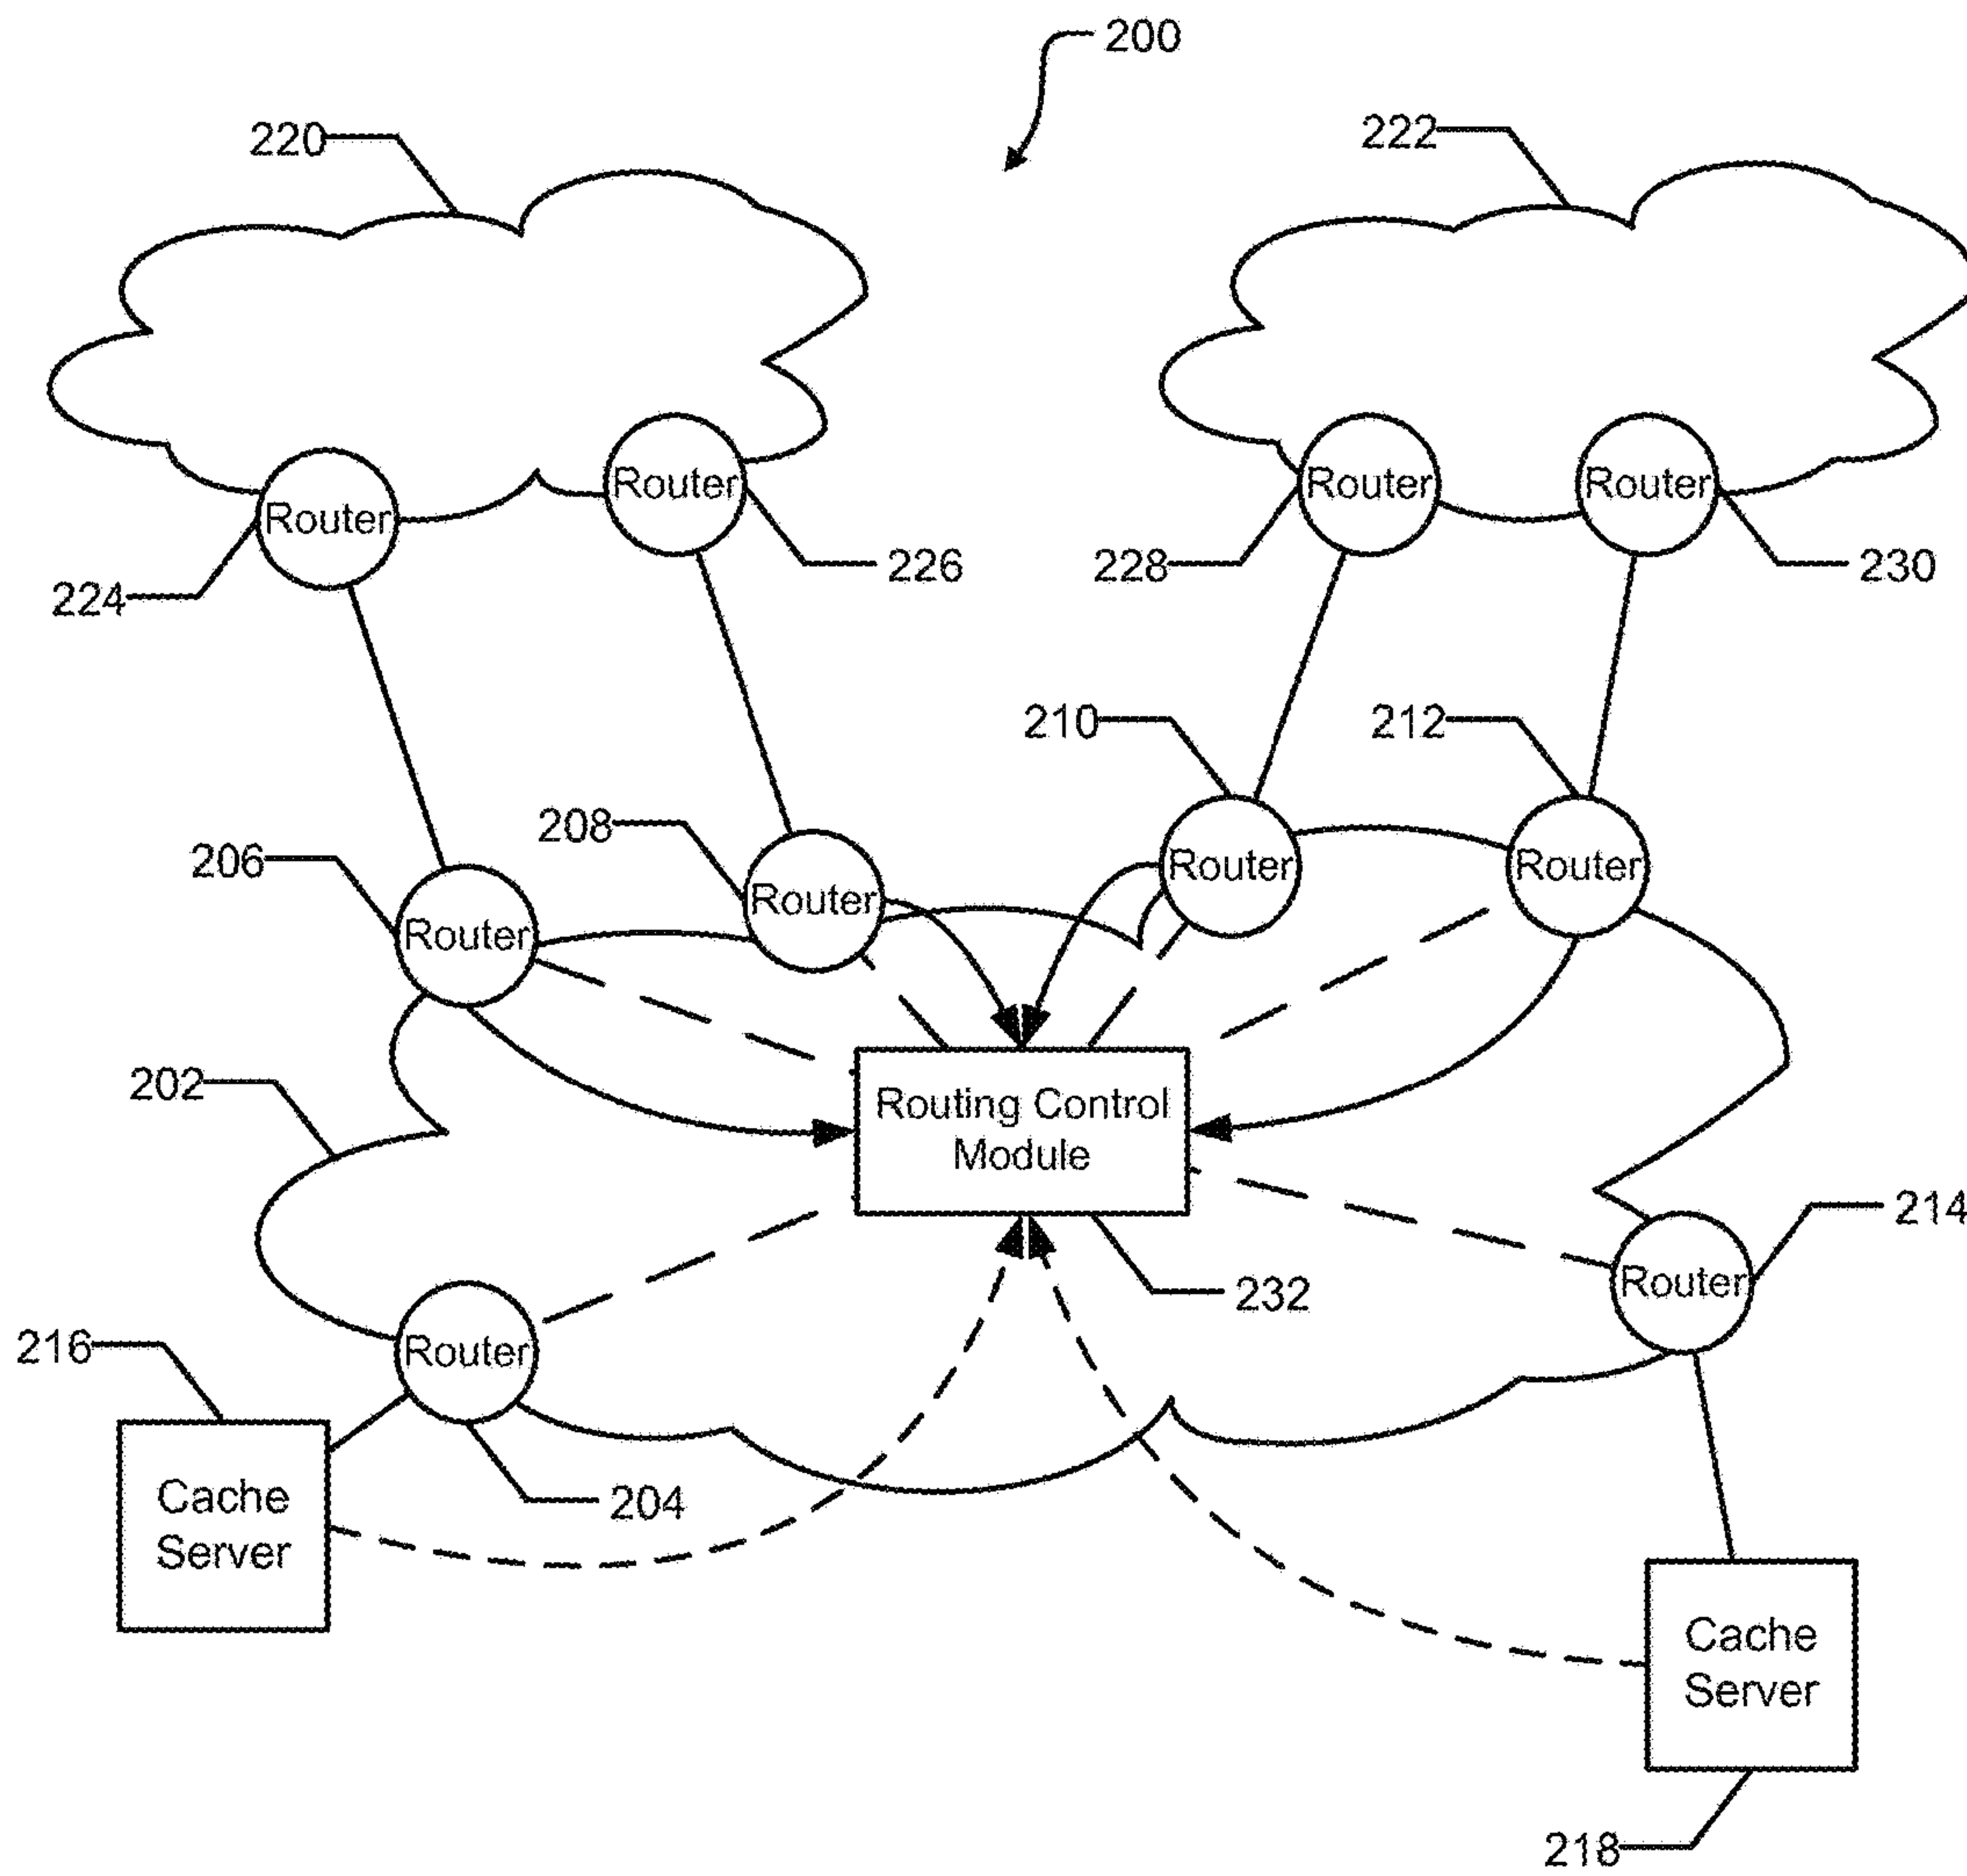 200
220
222
Router
Router
Router
Router
224
226
228
230
210
212
208
206
Router
Router
Router
Router
202
Routing Control
Module
214
232
Router
216
Router
204
Cache
Server
Cache
Server
218